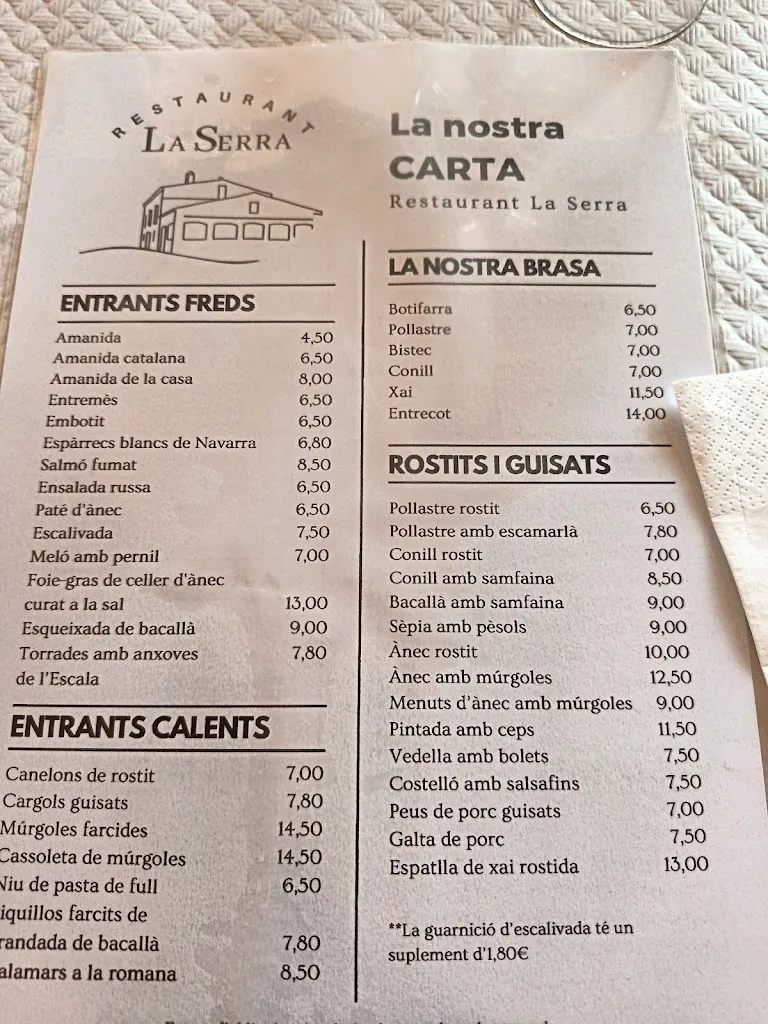 RESTAURANT
LA SERRA
ENTRANTS FREDS
Amanida 4,50
Amanida catalana 6,50
Amanida de la casa 8,00
Entremès 6,50
Embotit 6,50
Espàrrecs blancs de Navarra 6,80
Salmó fumat 8,50
Ensalada russa 6,50
Paté d'ànec 6,50
Escalivada 7,50
Meló amb pernil 7,00
Foie-gras de celler d'ànec
curat a la sal 13,00
Esqueixada de bacallà 9,00
Torrades amb anxoves 7,80
de l'Escala
ENTRANTS CALENTS
Canelons de rostit 7,00
Cargols guisats 7,80
Múrgoles farcides 14,50
Cassoleta de múrgoles 14,50
Niu de pasta de full 6,50
iquillos farcits de
randada de bacallà 7,80
alamars a la romana 8,50
La nostra
CARTA
Restaurant La Serra
LA NOSTRA BRASA
Botifarra 6,50
Pollastre 7,00
Bistec 7,00
Conill 7,00
Xai 11,50
Entrecot 14,00
ROSTITS I GUISATS
Pollastre rostit 6,50
Pollastre amb escamarlà 7,80
Conill rostit 7,00
Conill amb samfaina 8,50
Bacallà amb samfaina 9,00
Sèpia amb pèsols 9,00
Ànec rostit 10,00
Ànec amb múrgoles 12,50
Menuts d'ànec amb múrgoles 9,00
Pintada amb ceps 11,50
Vedella amb bolets 7,50
Costelló amb salsafins 7,50
Peus de porc guisats 7,00
Galta de porc 7,50
Espatlla de xai rostida 13,00
**La guarnició d'escalivada té un
suplement d'1,80€